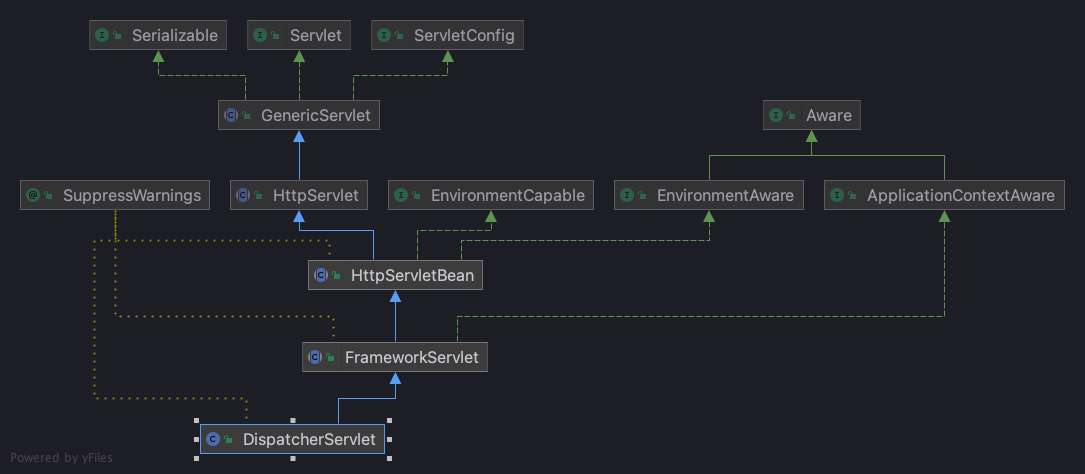 Serializable
Servlet
ServletConfig
GenericServlet
Aware
SuppressWarnings
HttpServlet
EnvironmentCapable
EnvironmentAware
ApplicationContextAware
HttpServletBean
FrameworkServlet
DispatcherServlet
Powered by yFiles